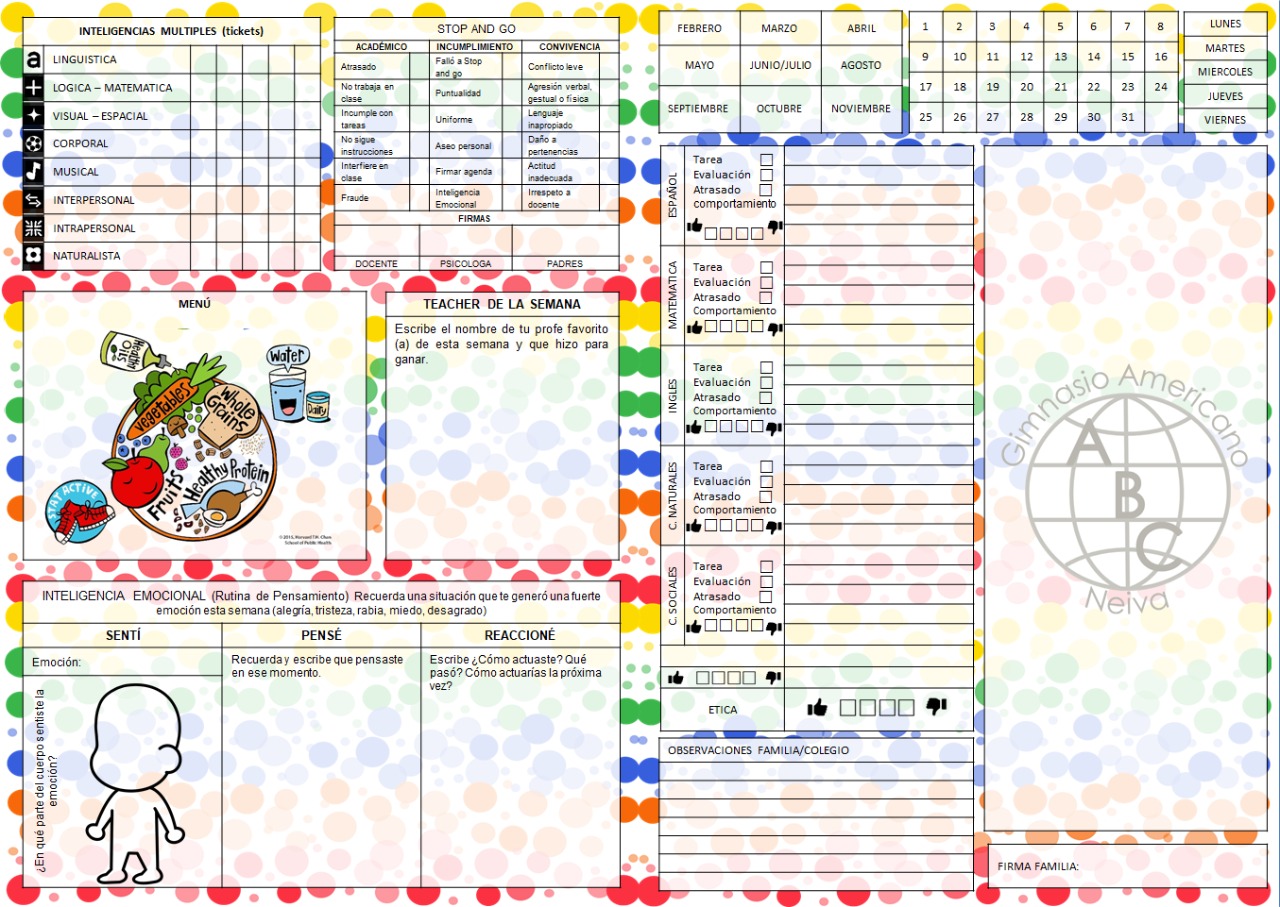 INTELIGENCIAS MULTIPLES (tickets)
a
LINGUISTICA
LOGICA – MATEMATICA
VISUAL – ESPACIAL
CORPORAL
MUSICAL
INTERPERSONAL
INTRAPERSONAL
NATURALISTA
STOP AND GO
ACADÉMICO INCUMPLIMIENTO CONVIVENCIA
Atrasado
Falló a Stop
and go
Conflicto leve
No trabaja en
clase
Puntualidad
Agresión verbal,
gestual o física
Incumple con
tareas
Uniforme
Lenguaje
inapropiado
No sigue
instrucciones
Aseo personal
Daño a
pertenencias
Interfiere en
clase
Firmar agenda
Actitud
inadecuada
Fraude
Inteligencia
Emocional
Irrespeto a
docente
FIRMAS
DOCENTE PSICOLOGA PADRES
MENÚ
Healthy
OilS
Water
Dairy
Vegetables
Whole
Grains
Fruits
Healthy Protein
STAY ACTIVE
©2015, Harvard T.H. Chan
School of Public Health
TEACHER DE LA SEMANA
Escribe el nombre de tu profe favorito
(a) de esta semana y que hizo para
ganar.
INTELIGENCIA EMOCIONAL (Rutina de Pensamiento) Recuerda una situación que te generó una fuerte
emoción esta semana (alegría, tristeza, rabia, miedo, desagrado)
SENTÍ PENSÉ REACCIONÉ
Emoción:
¿En qué parte del cuerpo sentiste la
emoción?
Recuerda y escribe que pensaste
en ese momento.
Escribe ¿Cómo actuaste? Qué
pasó? Cómo actuarías la próxima
vez?
FEBRERO MARZO ABRIL
MAYO JUNIO/JULIO AGOSTO
SEPTIEMBRE OCTUBRE NOVIEMBRE
1 2 3 4 5 6 7 8
9 10 11 12 13 14 15 16
17 18 19 20 21 22 23 24
25 26 27 28 29 30 31
LUNES
MARTES
MIERCOLES
JUEVES
VIERNES
ESPAÑOL
Tarea
Evaluación
Atrasado
comportamiento
MATEMATICA
Tarea
Evaluación
Atrasado
Comportamiento
INGLES
Tarea
Evaluación
Atrasado
Comportamiento
C. NATURALES
Tarea
Evaluación
Atrasado
Comportamiento
C. SOCIALES
Tarea
Evaluación
Atrasado
Comportamiento
ETICA
OBSERVACIONES FAMILIA/COLEGIO
Gimnasio Americano
A
B
C
Neiva
FIRMA FAMILIA: